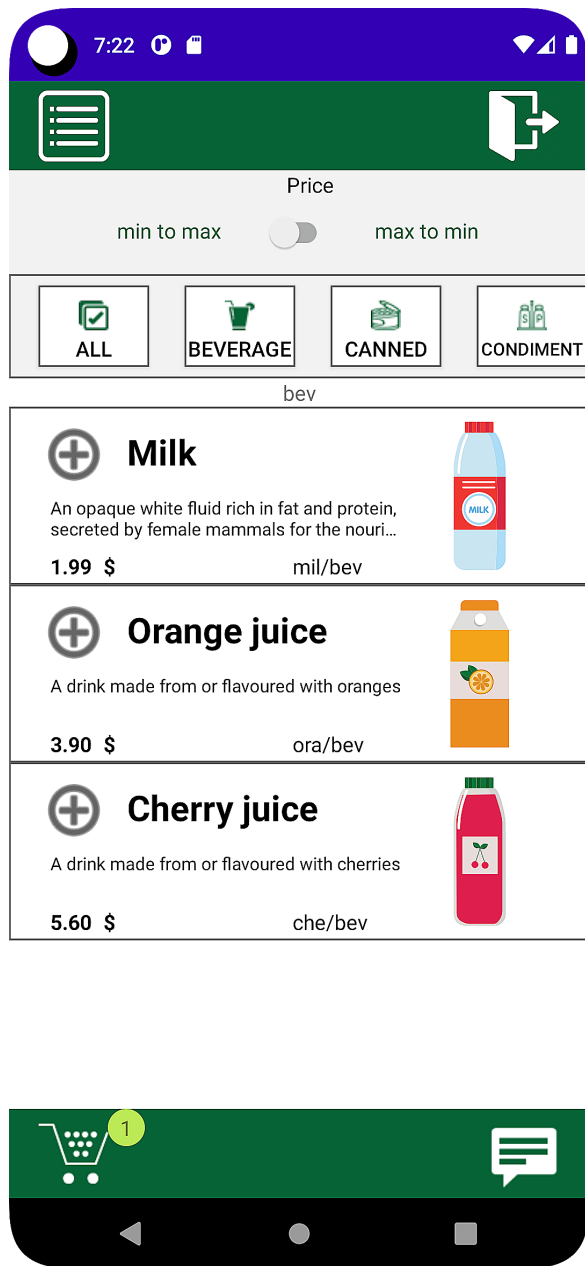 7:22
Price
min to max
max to min
ALL
BEVERAGE
CANNED
S P
CONDIMENT
bev
Milk
An opaque white fluid rich in fat and protein,
secreted by female mammals for the nouri...
1.99 $
mil/bev
MILK
Orange juice
A drink made from or flavoured with oranges
3.90 $
ora/bev
Cherry juice
A drink made from or flavoured with cherries
5.60 $
che/bev
1